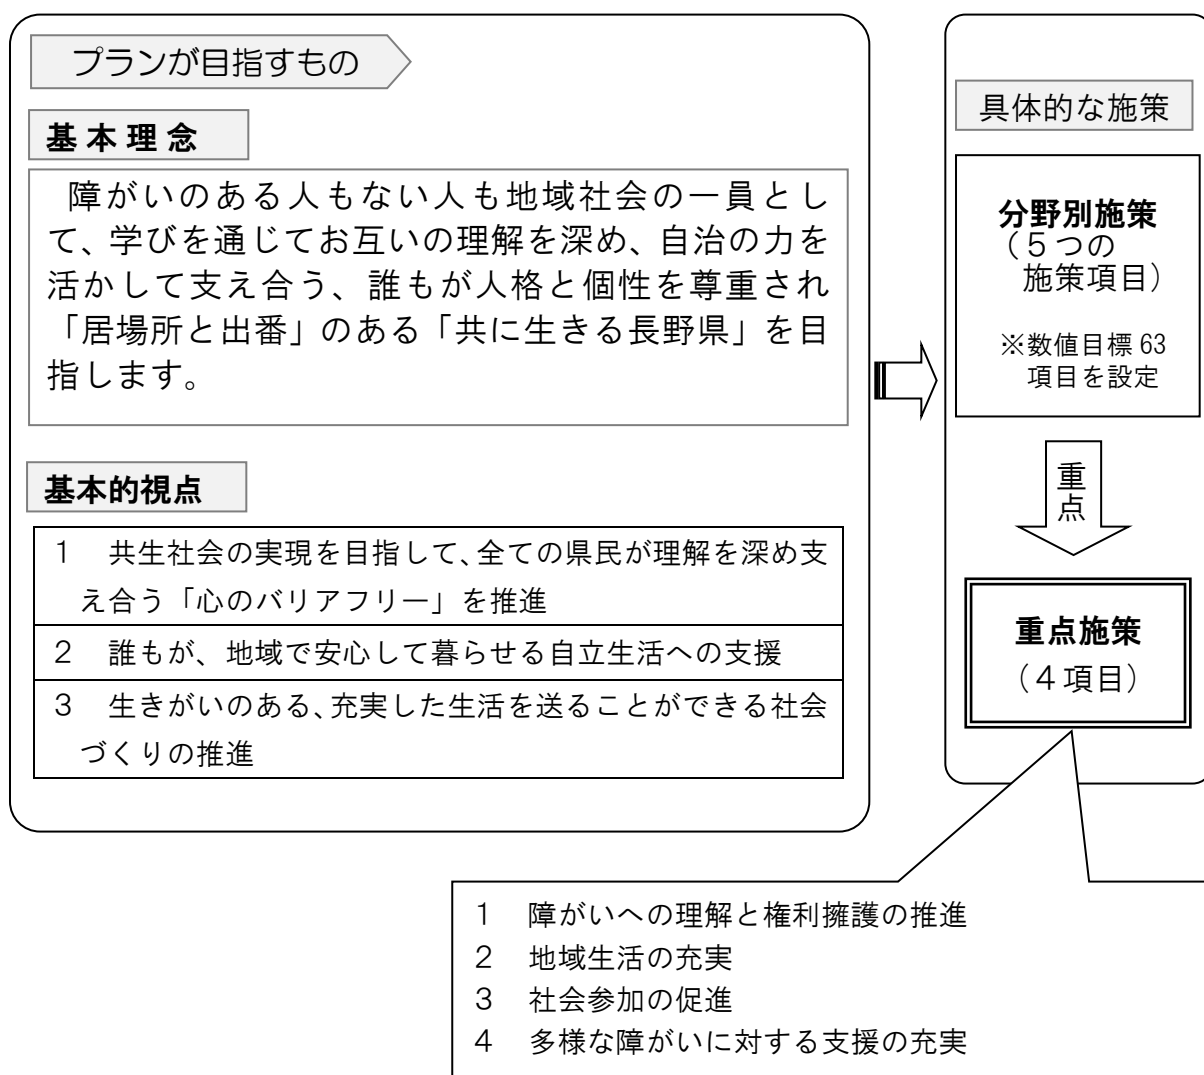 プランが目指すもの
基本理念
障がいのある人もない人も地域社会の一員とし
て、学びを通じてお互いの理解を深め、自治の力を
活かして支え合う、誰もが人格と個性を尊重され
「居場所と出番」のある「共に生きる長野県」を目
指します。
基本的視点
1 共生社会の実現を目指して、全ての県民が理解を深め支
え合う「心のバリアフリー」を推進
2 誰もが、地域で安心して暮らせる自立生活への支援
3 生きがいのある、充実した生活を送ることができる社会
づくりの推進
具体的な施策
分野別施策
（５つの
施策項目）
※数値目標 63
項目を設定
重
点
重点施策
（４項目）
1 障がいへの理解と権利擁護の推進
2 地域生活の充実
3 社会参加の促進
4 多様な障がいに対する支援の充実